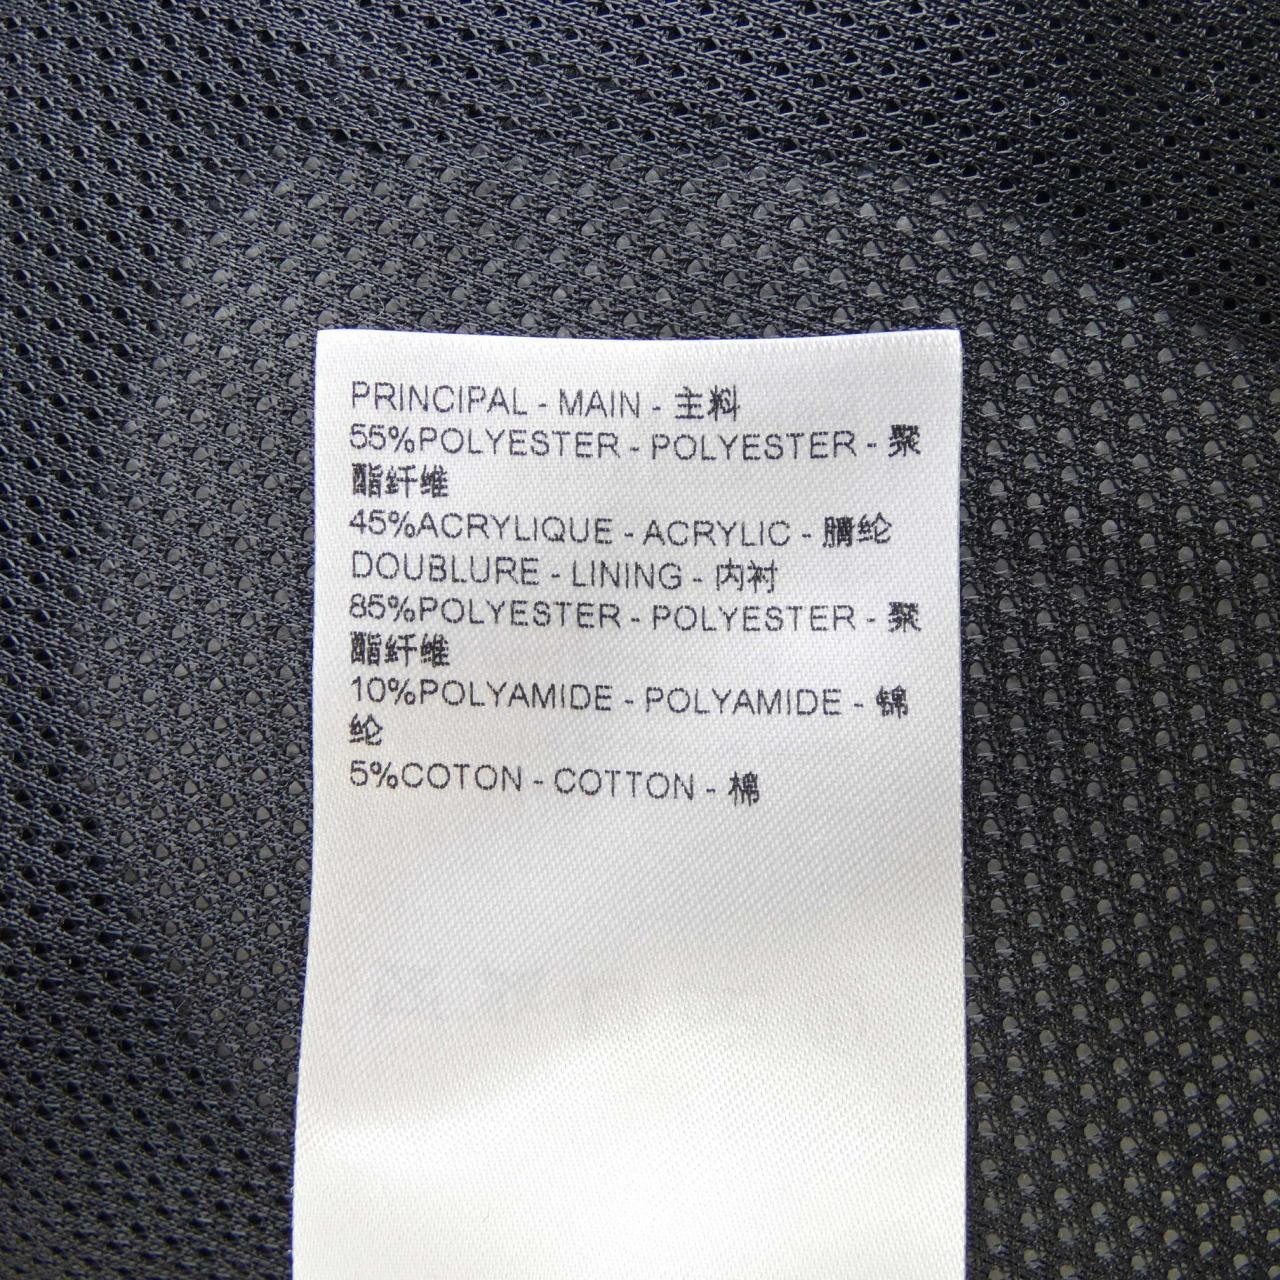 PRINCIPAL - MAIN - 主料
55%POLYESTER - POLYESTER - 聚
酯纤维
45%ACRYLIQUE - ACRYLIC - 腈纶
DOUBLURE - LINING - 内衬
85%POLYESTER - POLYESTER - 聚
酯纤维
10%POLYAMIDE - POLYAMIDE - 锦
纶
5%COTON - COTTON - 棉